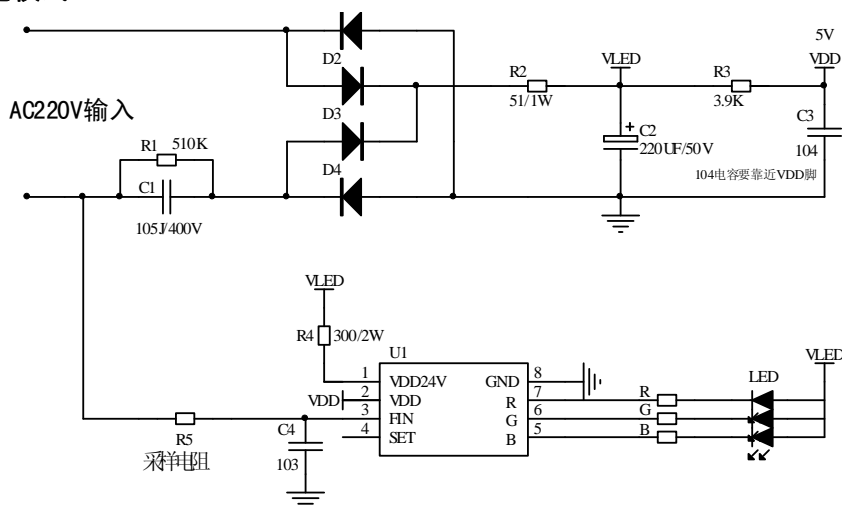 5V
D2
VLED
VDD
R2
R3
51/1W
3.9K
D3
AC220V输入
C3
C2
220UF/50V
104
R1
510K
D4
104电容要靠近VDD脚
C1
105J/400V
VLED
R4
300/2W
U1
VLED
LED
1
VDD24V
GND
8
VDD
2
VDD
R
7
R
3
FIN
G
6
G
4
SET
B
5
B
R5
采样电阻
C4
103